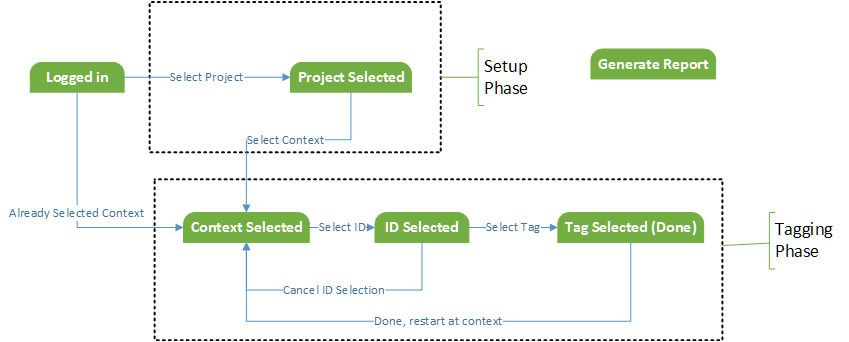 Logged in
Select Project
Project Selected
Setup
Phase
Generate Report
Select Context
Already Selected Context
Context Selected
Select ID
ID Selected
Select Tag
Tag Selected (Done)
Tagging
Phase
Cancel ID Selection
Done, restart at context